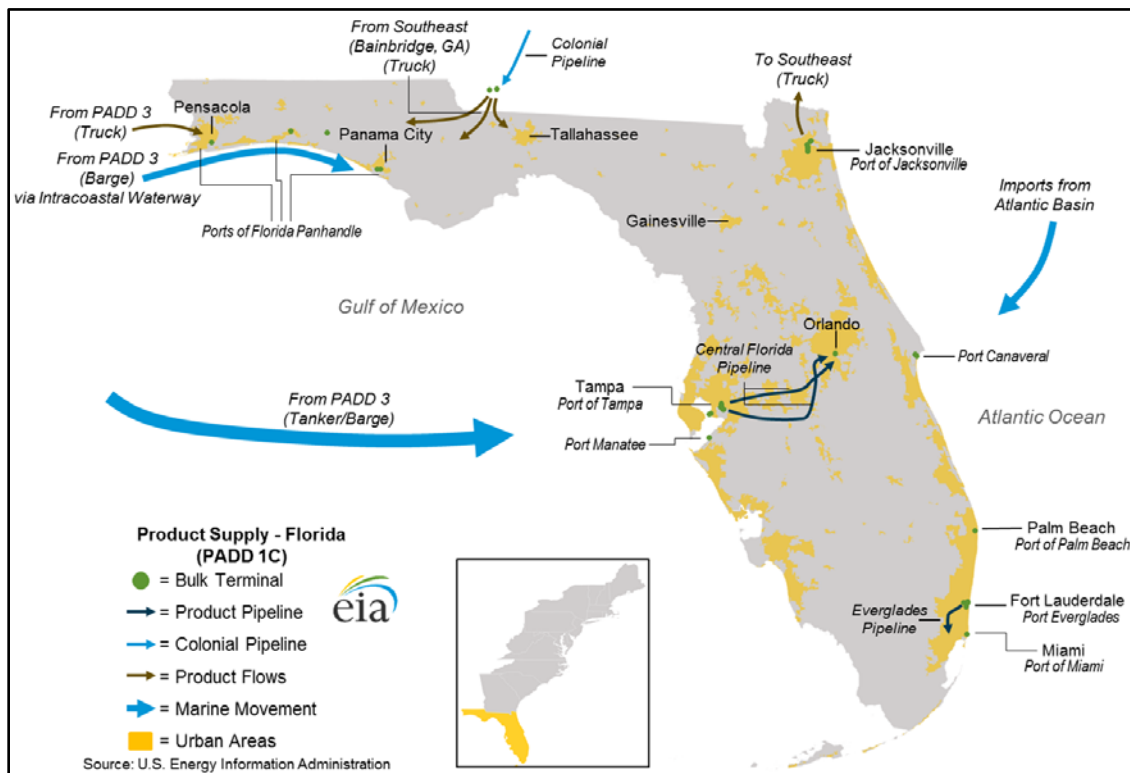 From Southeast
(Bainbridge, GA)
(Truck)
Colonial
Pipeline
To Southeast
(Truck)
From PADD 3
(Truck)
Pensacola
Panama City
Tallahassee
Jacksonville
Port of Jacksonville
From PADD 3
(Barge)
via Intracoastal Waterway
Ports of Florida Panhandle
Gainesville
Imports from
Atlantic Basin
Gulf of Mexico
Orlando
Central Florida
Pipeline
Port Canaveral
From PADD 3
(Tanker/Barge)
Tampa
Port of Tampa
Atlantic Ocean
Port Manatee
Product Supply - Florida
(PADD 1C)
= Bulk Terminal
= Product Pipeline
= Colonial Pipeline
= Product Flows
= Marine Movement
= Urban Areas
Source: U.S. Energy Information Administration
eia
Palm Beach
Port of Palm Beach
Everglades
Pipeline
Fort Lauderdale
Port Everglades
Miami
Port of Miami